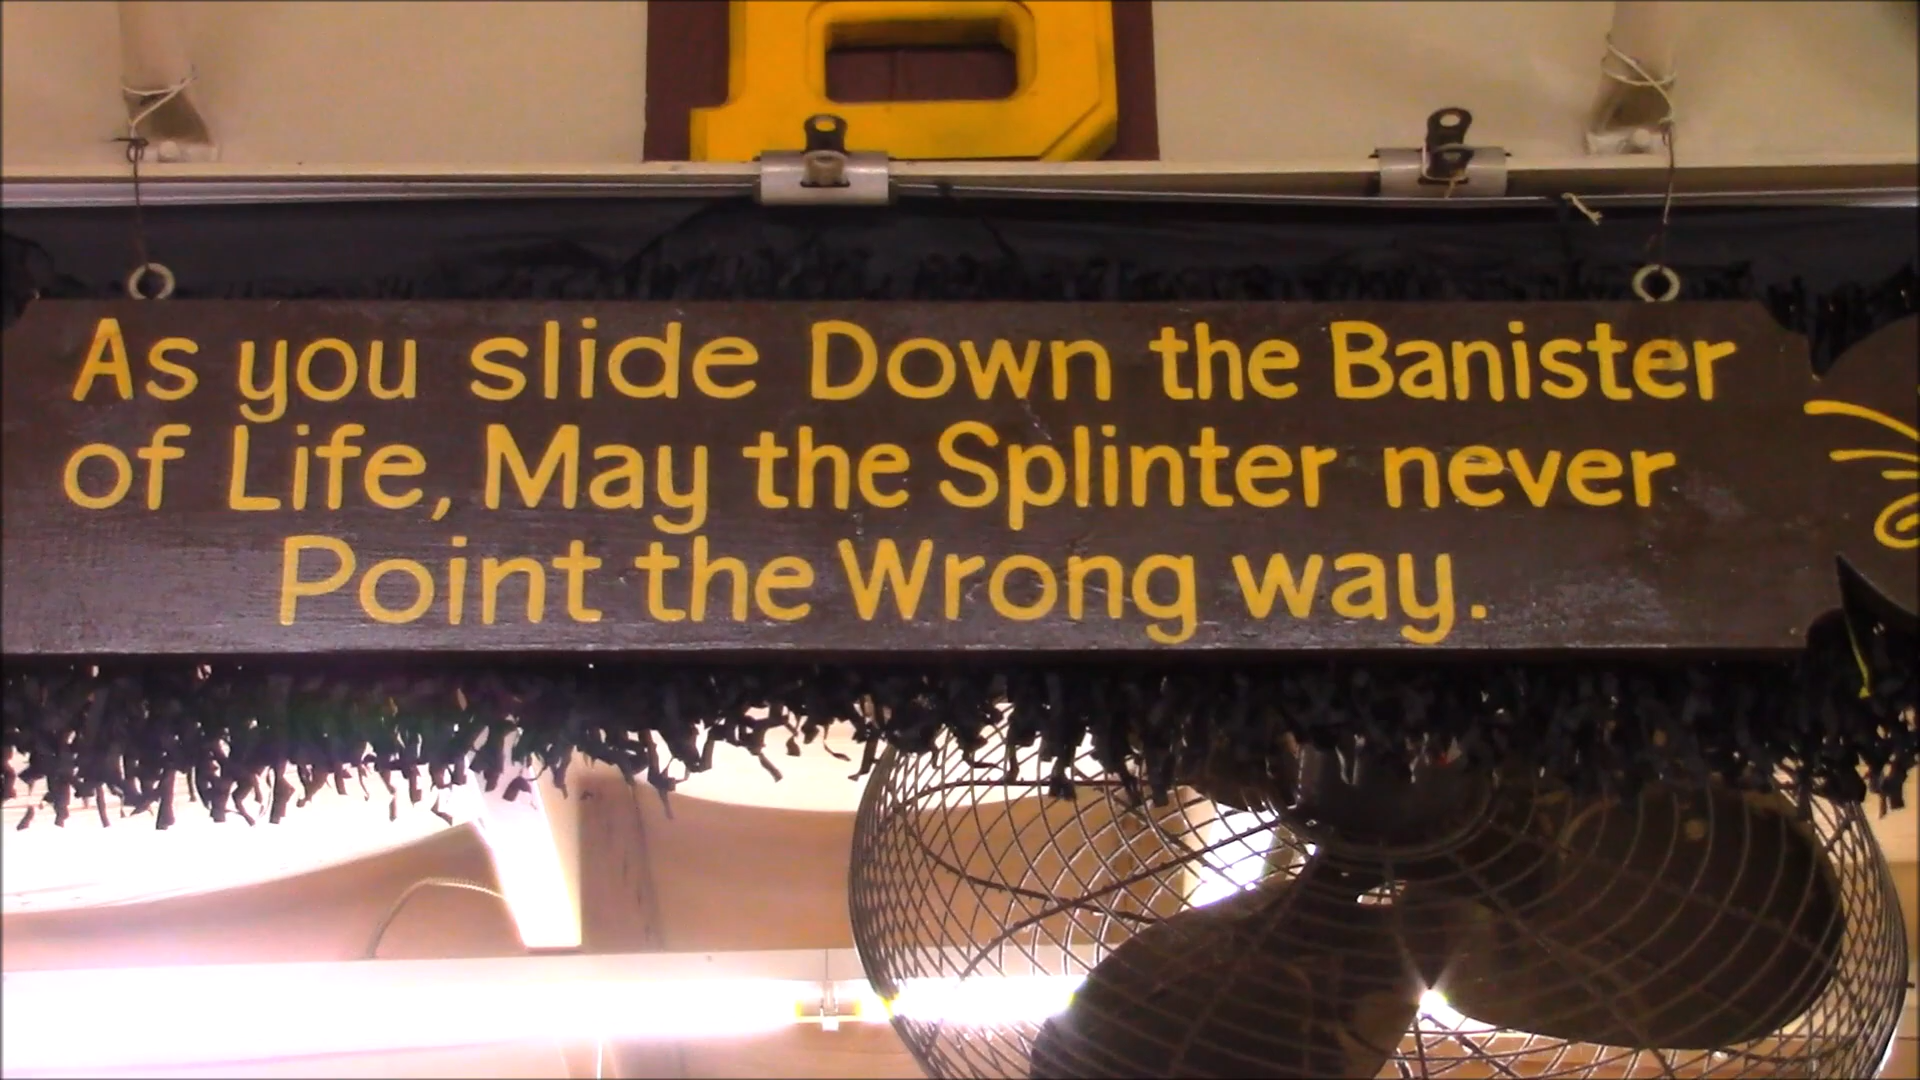 As you slide Down the Banister
of Life, May the Splinter never
Point the Wrong way.